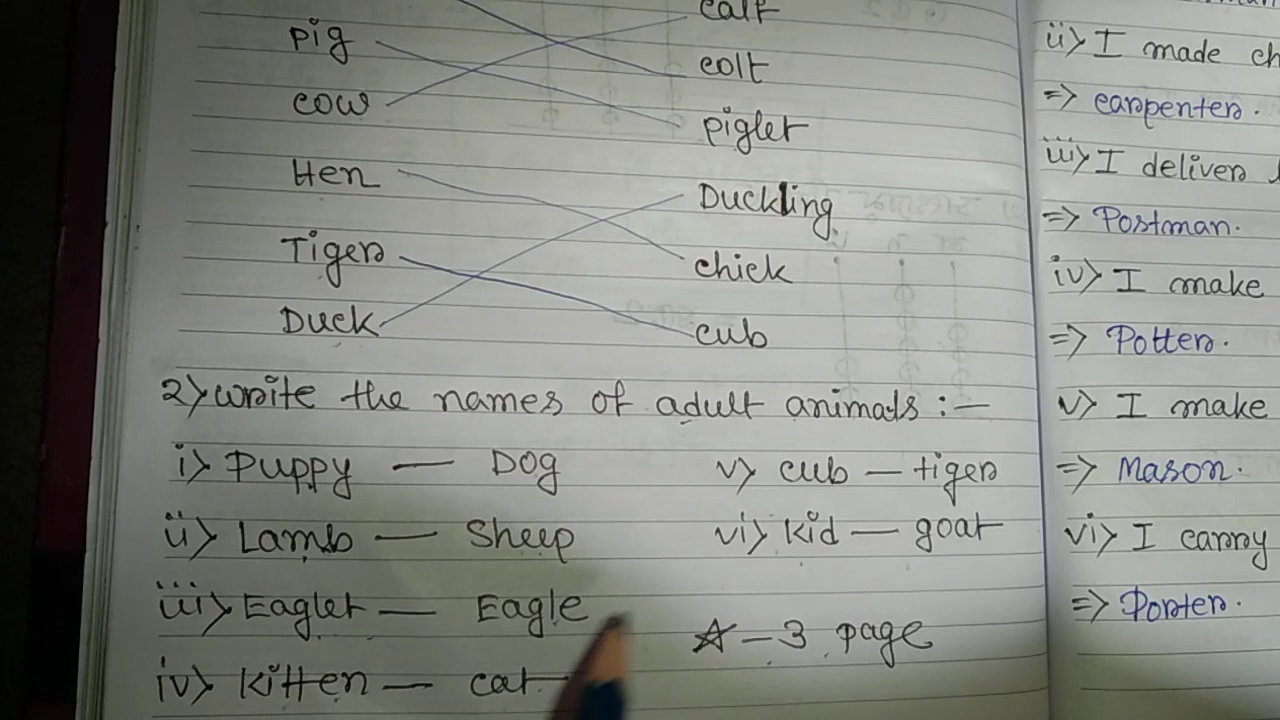 calf
pig
colt
cow
piglet
Hen
Duckling
Tiger
chick
Duck
cub
2) write the names of adult animals :-
i) Puppy — Dog
v) cub — tiger
ii) Lamb — Sheep
vi) kid — goat
iii) Eaglet — Eagle
☆ - 3 page
iv) kitten — cat
ii) I made ch
=> carpenter.
iii) I deliver
=> Postman.
iv) I make
=> Potter.
v) I make
=> Mason.
vi) I carry
=> Porter.